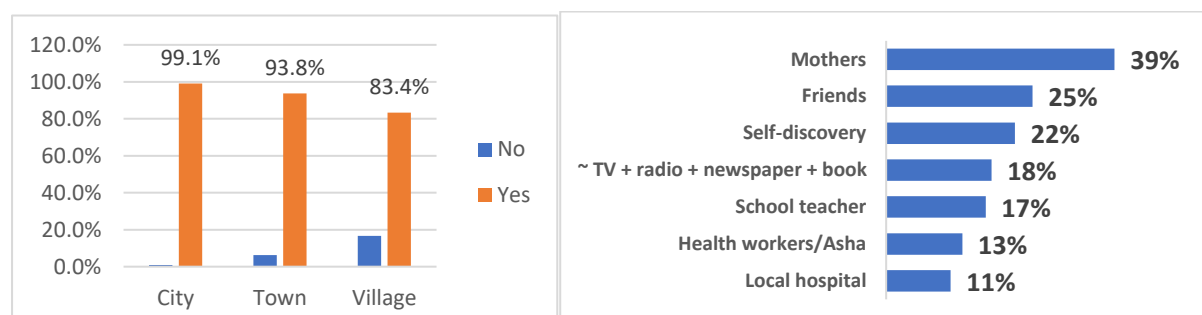 120.0%
100.0%
80.0%
60.0%
40.0%
20.0%
0.0%
99.1%
93.8%
83.4%
City Town Village
No
Yes
Mothers 39%
Friends 25%
Self-discovery 22%
~ TV + radio + newspaper + book 18%
School teacher 17%
Health workers/Asha 13%
Local hospital 11%